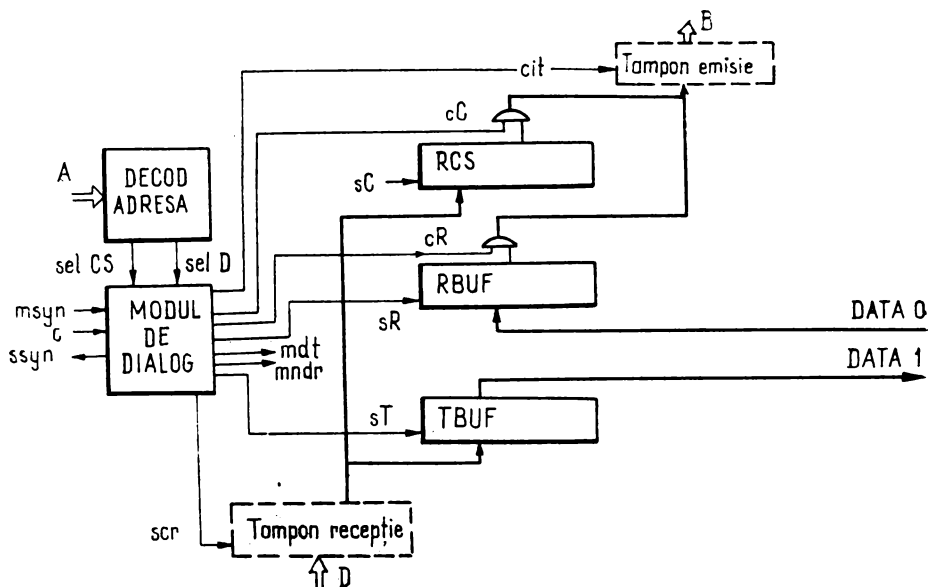 B
cit
Tampon emisie
cC
RCS
sC
A
DECOD
ADRESA
cR
sel CS
sel D
RBUF
msyn
MODUL
sR
DATA 0
c
DE
ssyn
DIALOG
mdt
DATA 1
mndr
sT
TBUF
scr
Tampon recepție
D